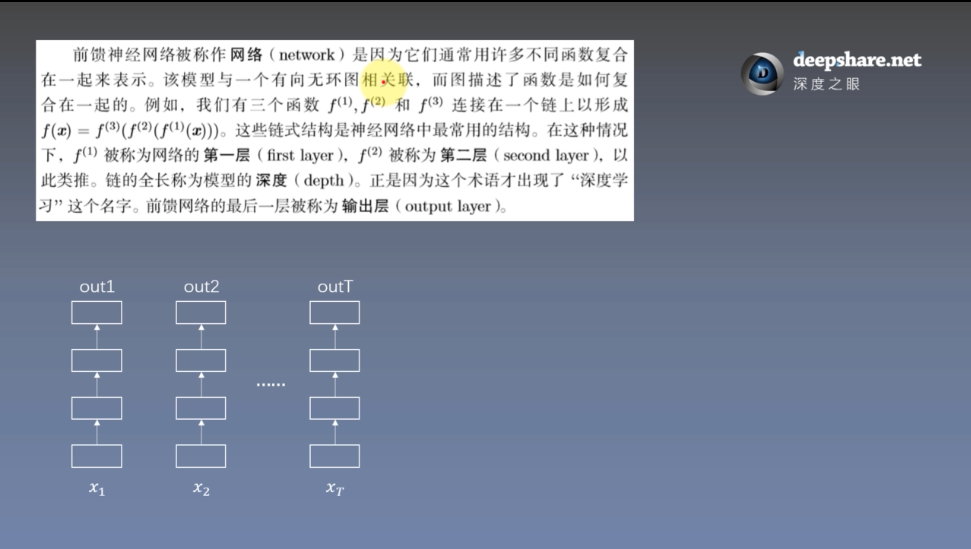 前馈神经网络被称作 网络（network）是因为它们通常用许多不同函数复合
在一起来表示。该模型与一个有向无环图相关联，而图描述了函数是如何复
合在一起的。例如，我们有三个函数 f⁽¹⁾, f⁽²⁾ 和 f⁽³⁾ 连接在一个链上以形成
f(x) = f⁽³⁾(f⁽²⁾(f⁽¹⁾(x)))。这些链式结构是神经网络中最常用的结构。在这种情况
下，f⁽¹⁾ 被称为网络的 第一层（first layer），f⁽²⁾ 被称为 第二层（second layer），以
此类推。链的全长称为模型的 深度（depth）。正是因为这个术语才出现了 “深度学
习” 这个名字。前馈网络的最后一层被称为 输出层（output layer）。
deepshare.net
深度之眼
out1 out2 outT
……
x₁ x₂ x_T